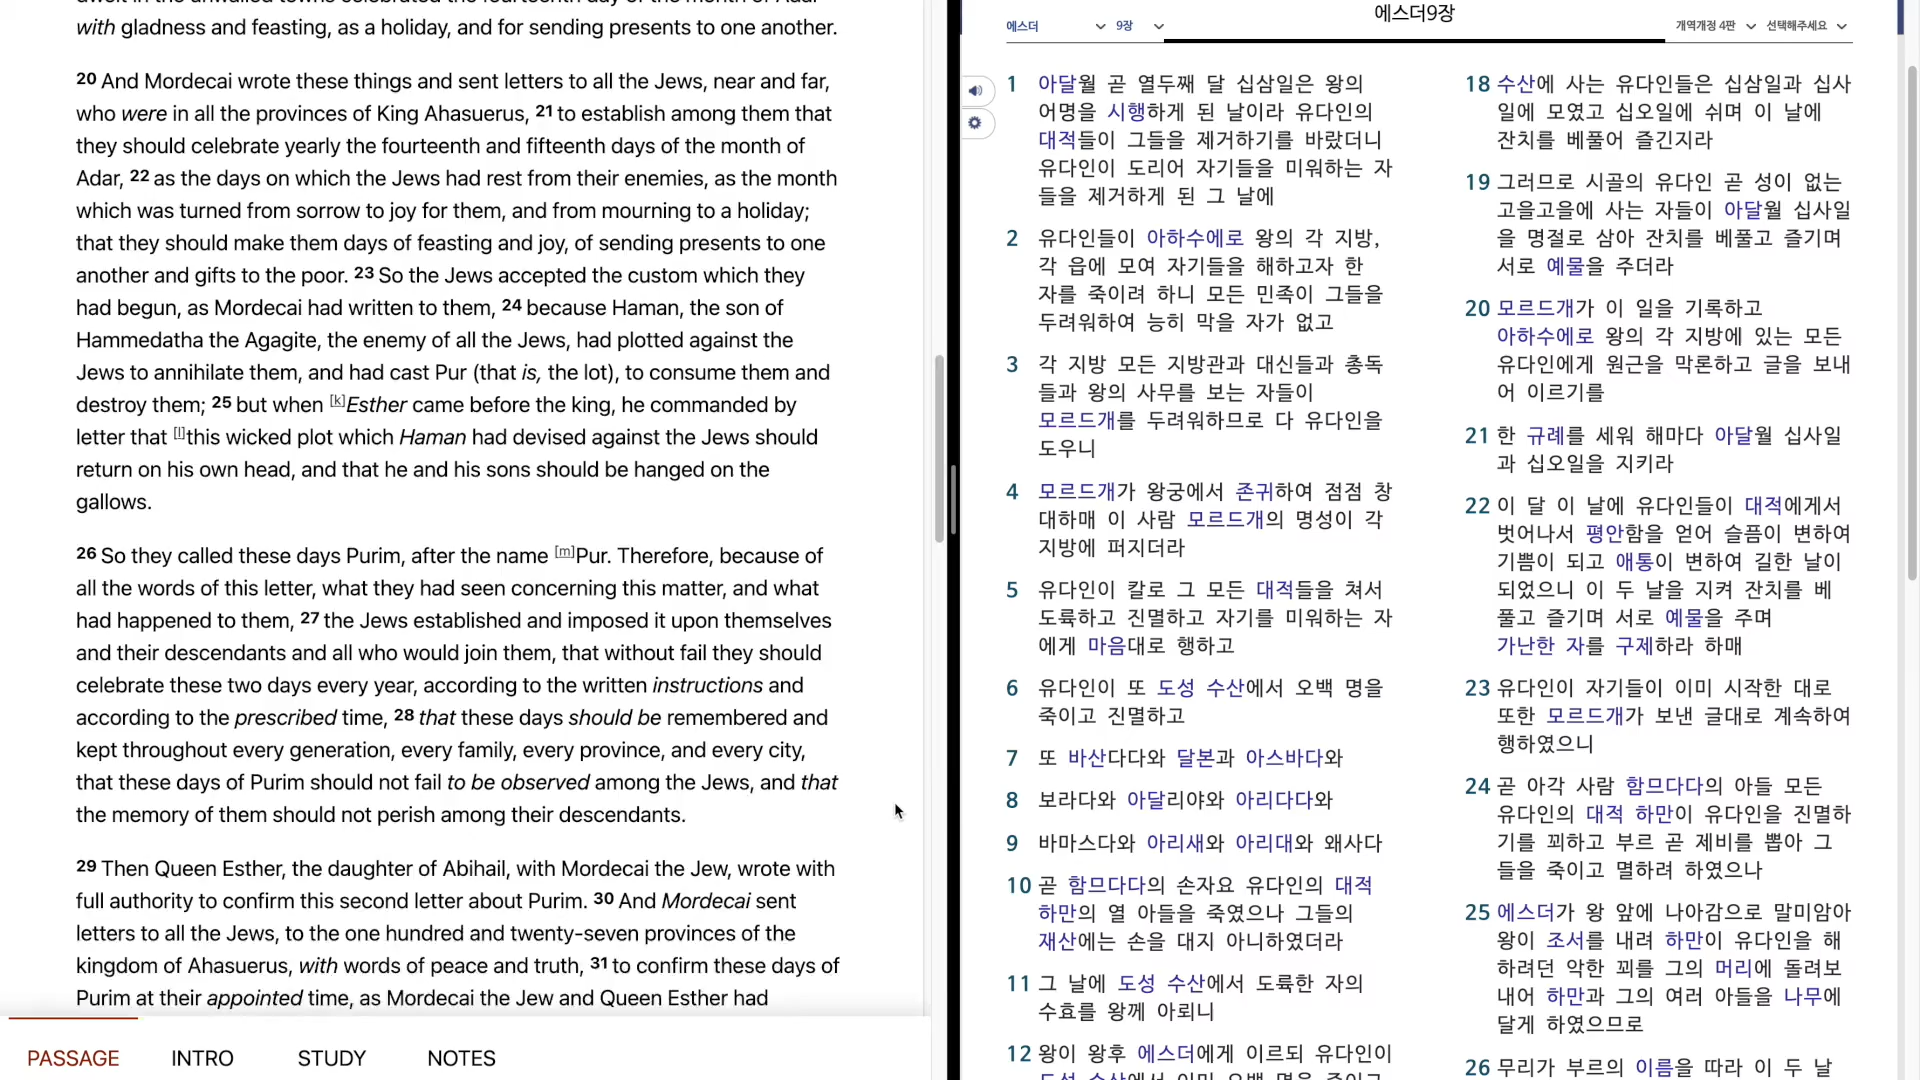 with gladness and feasting, as a holiday, and for sending presents to one another.
20 And Mordecai wrote these things and sent letters to all the Jews, near and far,
who were in all the provinces of King Ahasuerus, 21 to establish among them that
they should celebrate yearly the fourteenth and fifteenth days of the month of
Adar, 22 as the days on which the Jews had rest from their enemies, as the month
which was turned from sorrow to joy for them, and from mourning to a holiday;
that they should make them days of feasting and joy, of sending presents to one
another and gifts to the poor. 23 So the Jews accepted the custom which they
had begun, as Mordecai had written to them, 24 because Haman, the son of
Hammedatha the Agagite, the enemy of all the Jews, had plotted against the
Jews to annihilate them, and had cast Pur (that is, the lot), to consume them and
destroy them; 25 but when [k]Esther came before the king, he commanded by
letter that [l]this wicked plot which Haman had devised against the Jews should
return on his own head, and that he and his sons should be hanged on the
gallows.
26 So they called these days Purim, after the name [m]Pur. Therefore, because of
all the words of this letter, what they had seen concerning this matter, and what
had happened to them, 27 the Jews established and imposed it upon themselves
and their descendants and all who would join them, that without fail they should
celebrate these two days every year, according to the written instructions and
according to the prescribed time, 28 that these days should be remembered and
kept throughout every generation, every family, every province, and every city,
that these days of Purim should not fail to be observed among the Jews, and that
the memory of them should not perish among their descendants.
29 Then Queen Esther, the daughter of Abihail, with Mordecai the Jew, wrote with
full authority to confirm this second letter about Purim. 30 And Mordecai sent
letters to all the Jews, to the one hundred and twenty-seven provinces of the
kingdom of Ahasuerus, with words of peace and truth, 31 to confirm these days of
Purim at their appointed time, as Mordecai the Jew and Queen Esther had
PASSAGE INTRO STUDY NOTES
에스더9장
에스더 9장 개역개정 4판 선택해주세요
1 아달월 곧 열두째 달 십삼일은 왕의
어명을 시행하게 된 날이라 유다인의
대적들이 그들을 제거하기를 바랐더니
유다인이 도리어 자기들을 미워하는 자
들을 제거하게 된 그 날에
2 유다인들이 아하수에로 왕의 각 지방,
각 읍에 모여 자기들을 해하고자 한
자를 죽이려 하니 모든 민족이 그들을
두려워하여 능히 막을 자가 없고
3 각 지방 모든 지방관과 대신들과 총독
들과 왕의 사무를 보는 자들이
모르드개를 두려워하므로 다 유다인을
도우니
4 모르드개가 왕궁에서 존귀하여 점점 창
대하매 이 사람 모르드개의 명성이 각
지방에 퍼지더라
5 유다인이 칼로 그 모든 대적들을 쳐서
도륙하고 진멸하고 자기를 미워하는 자
에게 마음대로 행하고
6 유다인이 또 도성 수산에서 오백 명을
죽이고 진멸하고
7 또 바산다다와 달본과 아스바다와
8 보라다와 아달리야와 아리다다와
9 바마스다와 아리새와 아리대와 왜사다
10 곧 함므다다의 손자요 유다인의 대적
하만의 열 아들을 죽였으나 그들의
재산에는 손을 대지 아니하였더라
11 그 날에 도성 수산에서 도륙한 자의
수효를 왕께 아뢰니
12 왕이 왕후 에스더에게 이르되 유다인이
도성 수산에서 이미 오백 명을 죽이고
18 수산에 사는 유다인들은 십삼일과 십사
일에 모였고 십오일에 쉬며 이 날에
잔치를 베풀어 즐긴지라
19 그러므로 시골의 유다인 곧 성이 없는
고을고을에 사는 자들이 아달월 십사일
을 명절로 삼아 잔치를 베풀고 즐기며
서로 예물을 주더라
20 모르드개가 이 일을 기록하고
아하수에로 왕의 각 지방에 있는 모든
유다인에게 원근을 막론하고 글을 보내
어 이르기를
21 한 규례를 세워 해마다 아달월 십사일
과 십오일을 지키라
22 이 달 이 날에 유다인들이 대적에게서
벗어나서 평안함을 얻어 슬픔이 변하여
기쁨이 되고 애통이 변하여 길한 날이
되었으니 이 두 날을 지켜 잔치를 베
풀고 즐기며 서로 예물을 주며
가난한 자를 구제하라 하매
23 유다인이 자기들이 이미 시작한 대로
또한 모르드개가 보낸 글대로 계속하여
행하였으니
24 곧 아각 사람 함므다다의 아들 모든
유다인의 대적 하만이 유다인을 진멸하
기를 꾀하고 부르 곧 제비를 뽑아 그
들을 죽이고 멸하려 하였으나
25 에스더가 왕 앞에 나아감으로 말미암아
왕이 조서를 내려 하만이 유다인을 해
하려던 악한 꾀를 그의 머리에 돌려보
내어 하만과 그의 여러 아들을 나무에
달게 하였으므로
26 무리가 부르의 이름을 따라 이 두 날